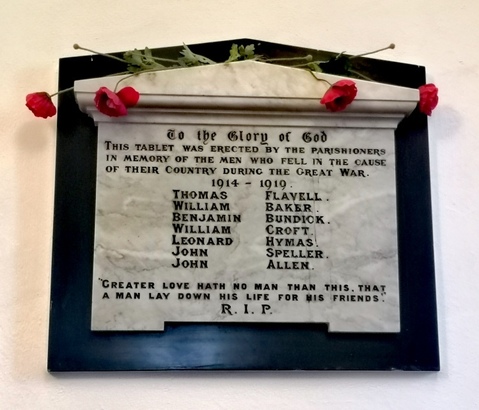 To the Glory of God
THIS TABLET WAS ERECTED BY THE PARISHIONERS
IN MEMORY OF THE MEN WHO FELL IN THE CAUSE
OF THEIR COUNTRY DURING THE GREAT WAR.
1914 - 1919.
THOMAS FLAVELL.
WILLIAM BAKER.
BENJAMIN BUNDICK.
WILLIAM CROFT.
LEONARD HYMAS.
JOHN SPELLER.
JOHN ALLEN.
"GREATER LOVE HATH NO MAN THAN THIS, THAT
A MAN LAY DOWN HIS LIFE FOR HIS FRIENDS."
R. I. P.